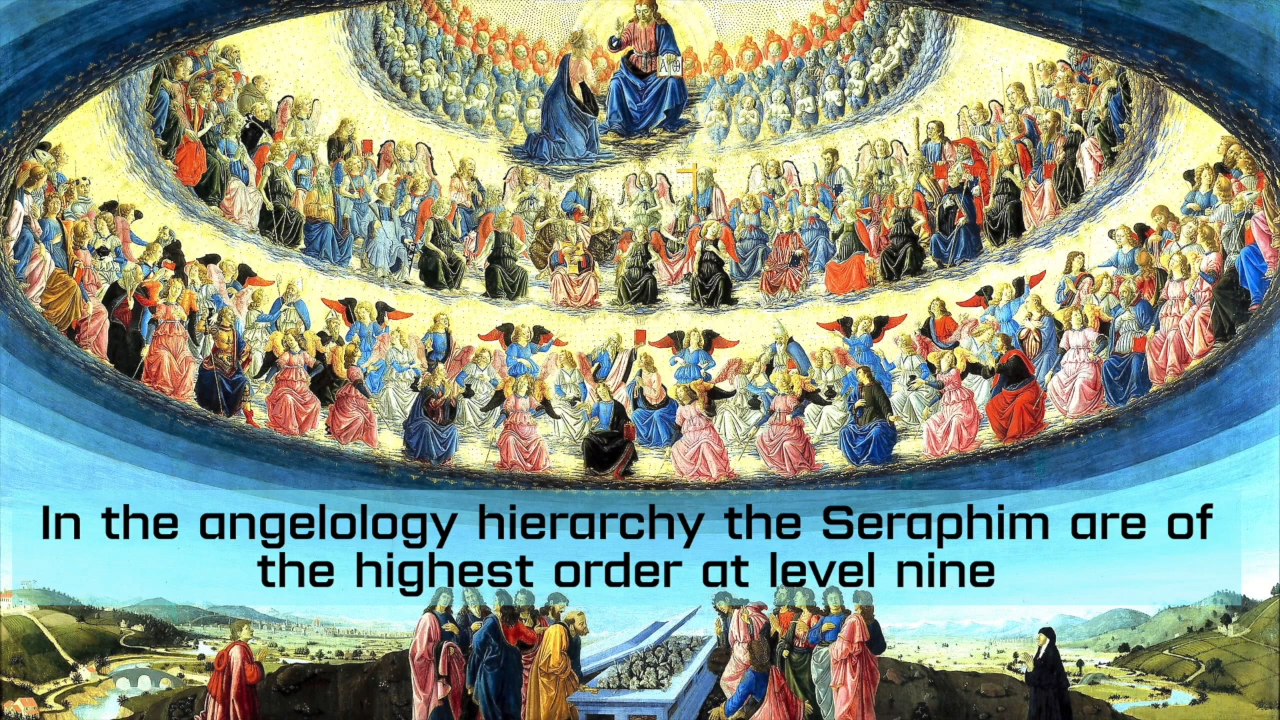 In the angelology hierarchy the Seraphim are of
the highest order at level nine